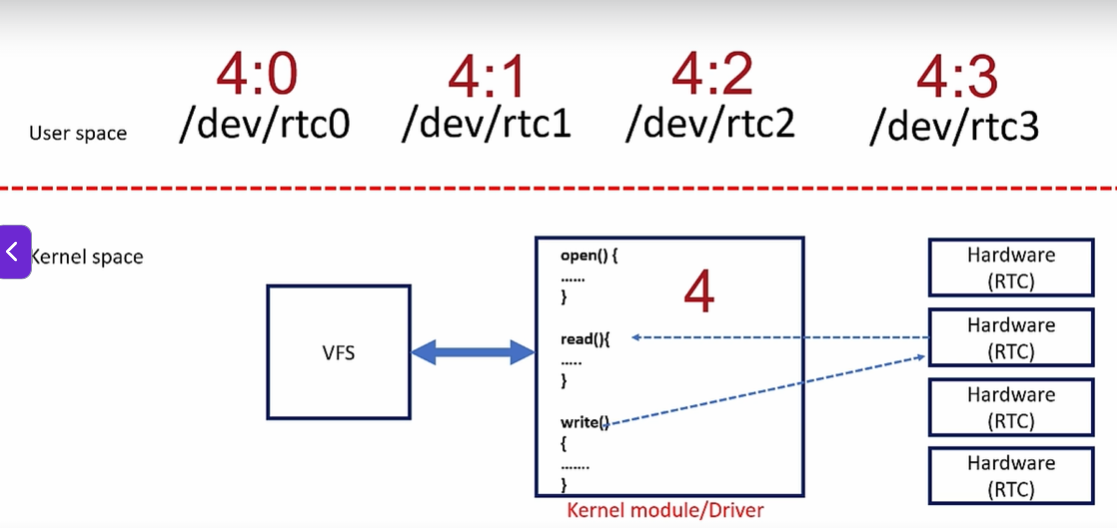 4:0 4:1 4:2 4:3
/dev/rtc0 /dev/rtc1 /dev/rtc2 /dev/rtc3
User space
Kernel space
VFS
open() {
......
}
read(){
.....
}
write()
{
.......
}
4
Kernel module/Driver
Hardware
(RTC)
Hardware
(RTC)
Hardware
(RTC)
Hardware
(RTC)